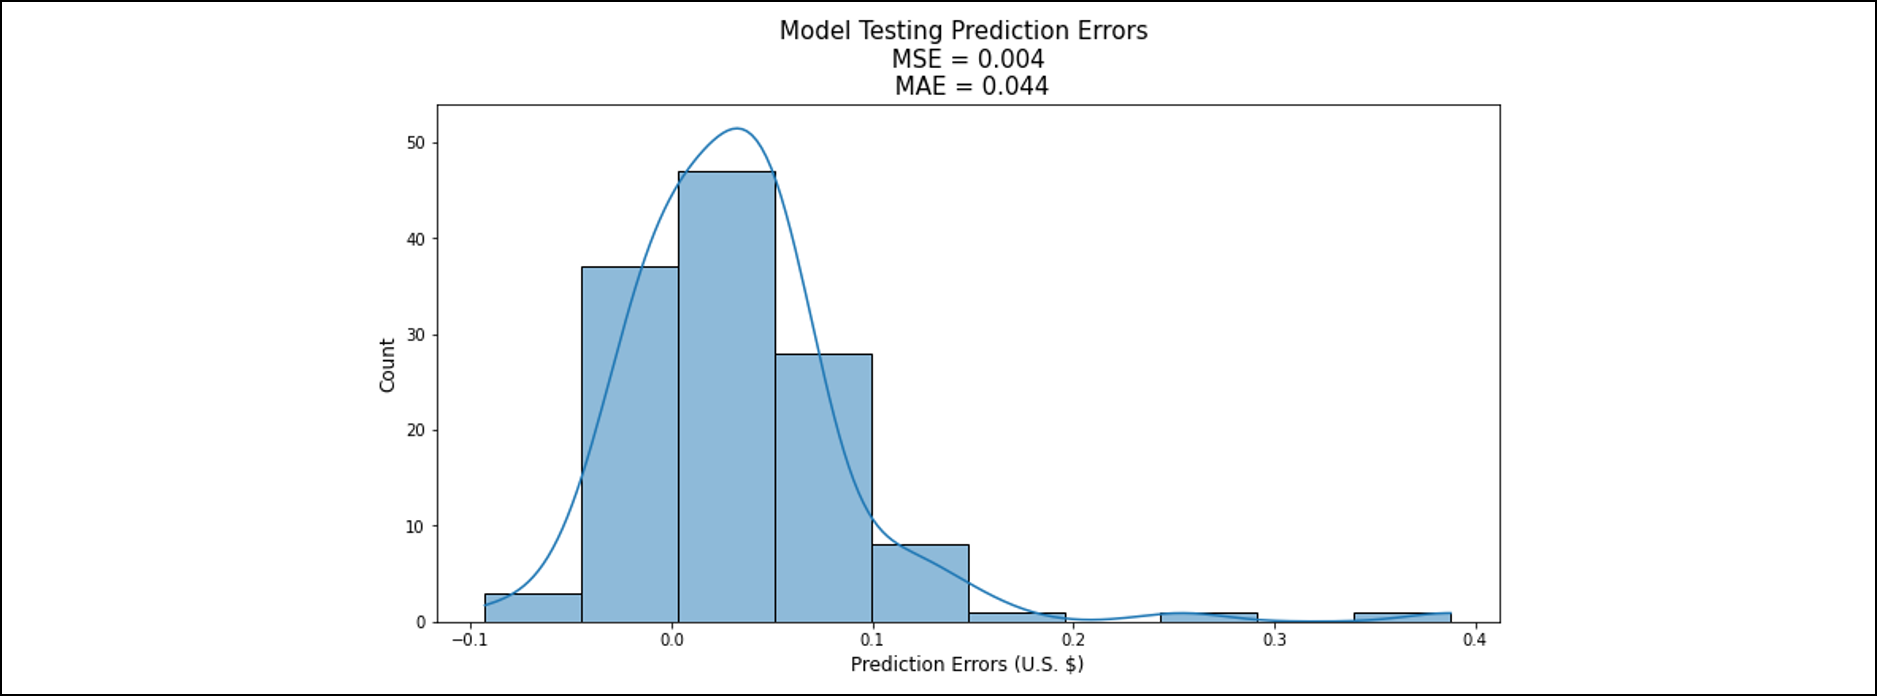 Model Testing Prediction Errors
MSE = 0.004
MAE = 0.044
50
40
30
20
10
0
Count
−0.1 0.0 0.1 0.2 0.3 0.4
Prediction Errors (U.S. $)